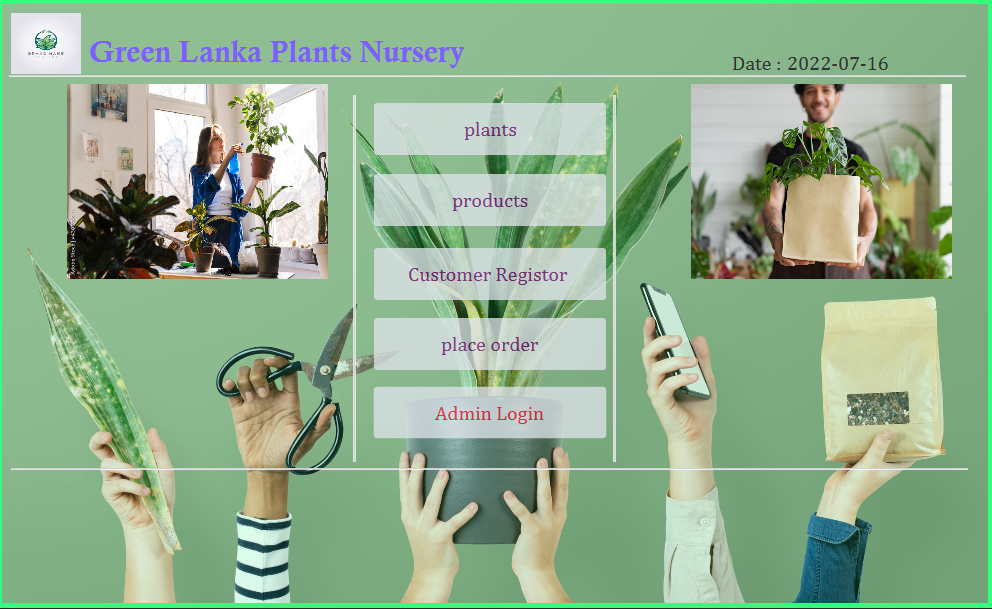 BRAND NAME
Green Lanka Plants Nursery
Date : 2022-07-16
plants
products
Customer Registor
place order
Admin Login